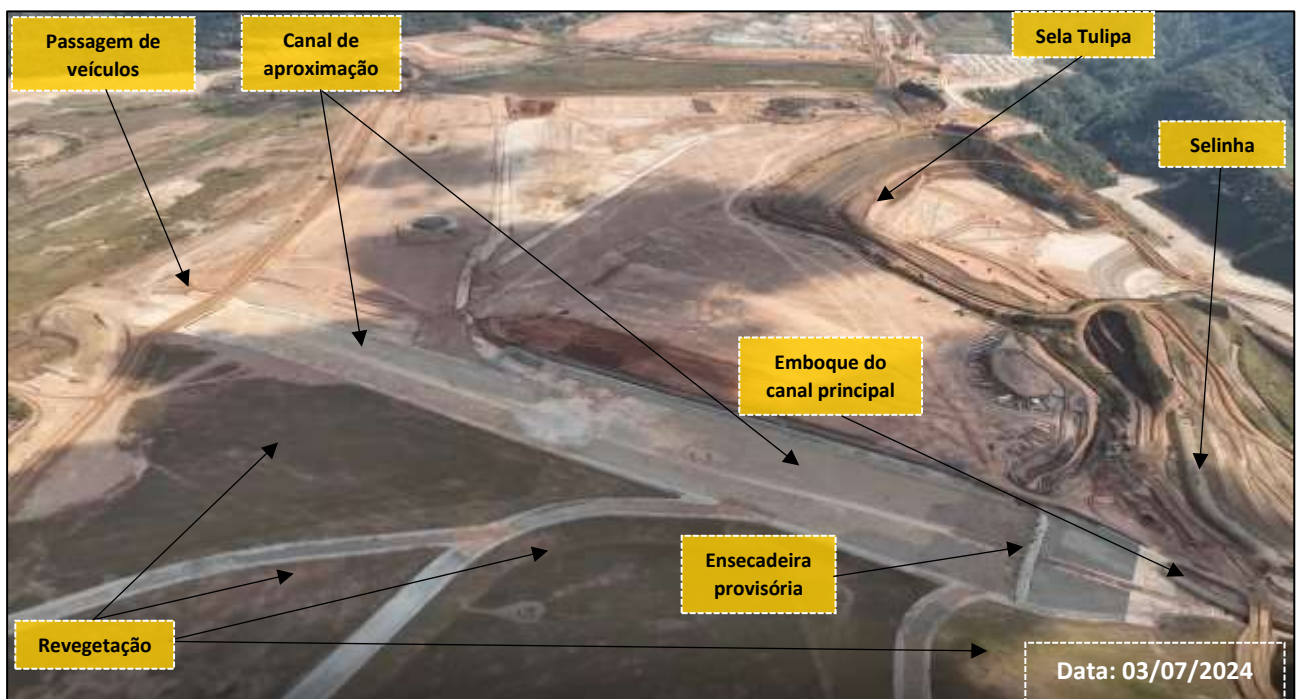 Passagem de
veículos
Canal de
aproximação
Sela Tulipa
Selinha
Emboque do
canal principal
Ensecadeira
provisória
Revegetação
Data: 03/07/2024